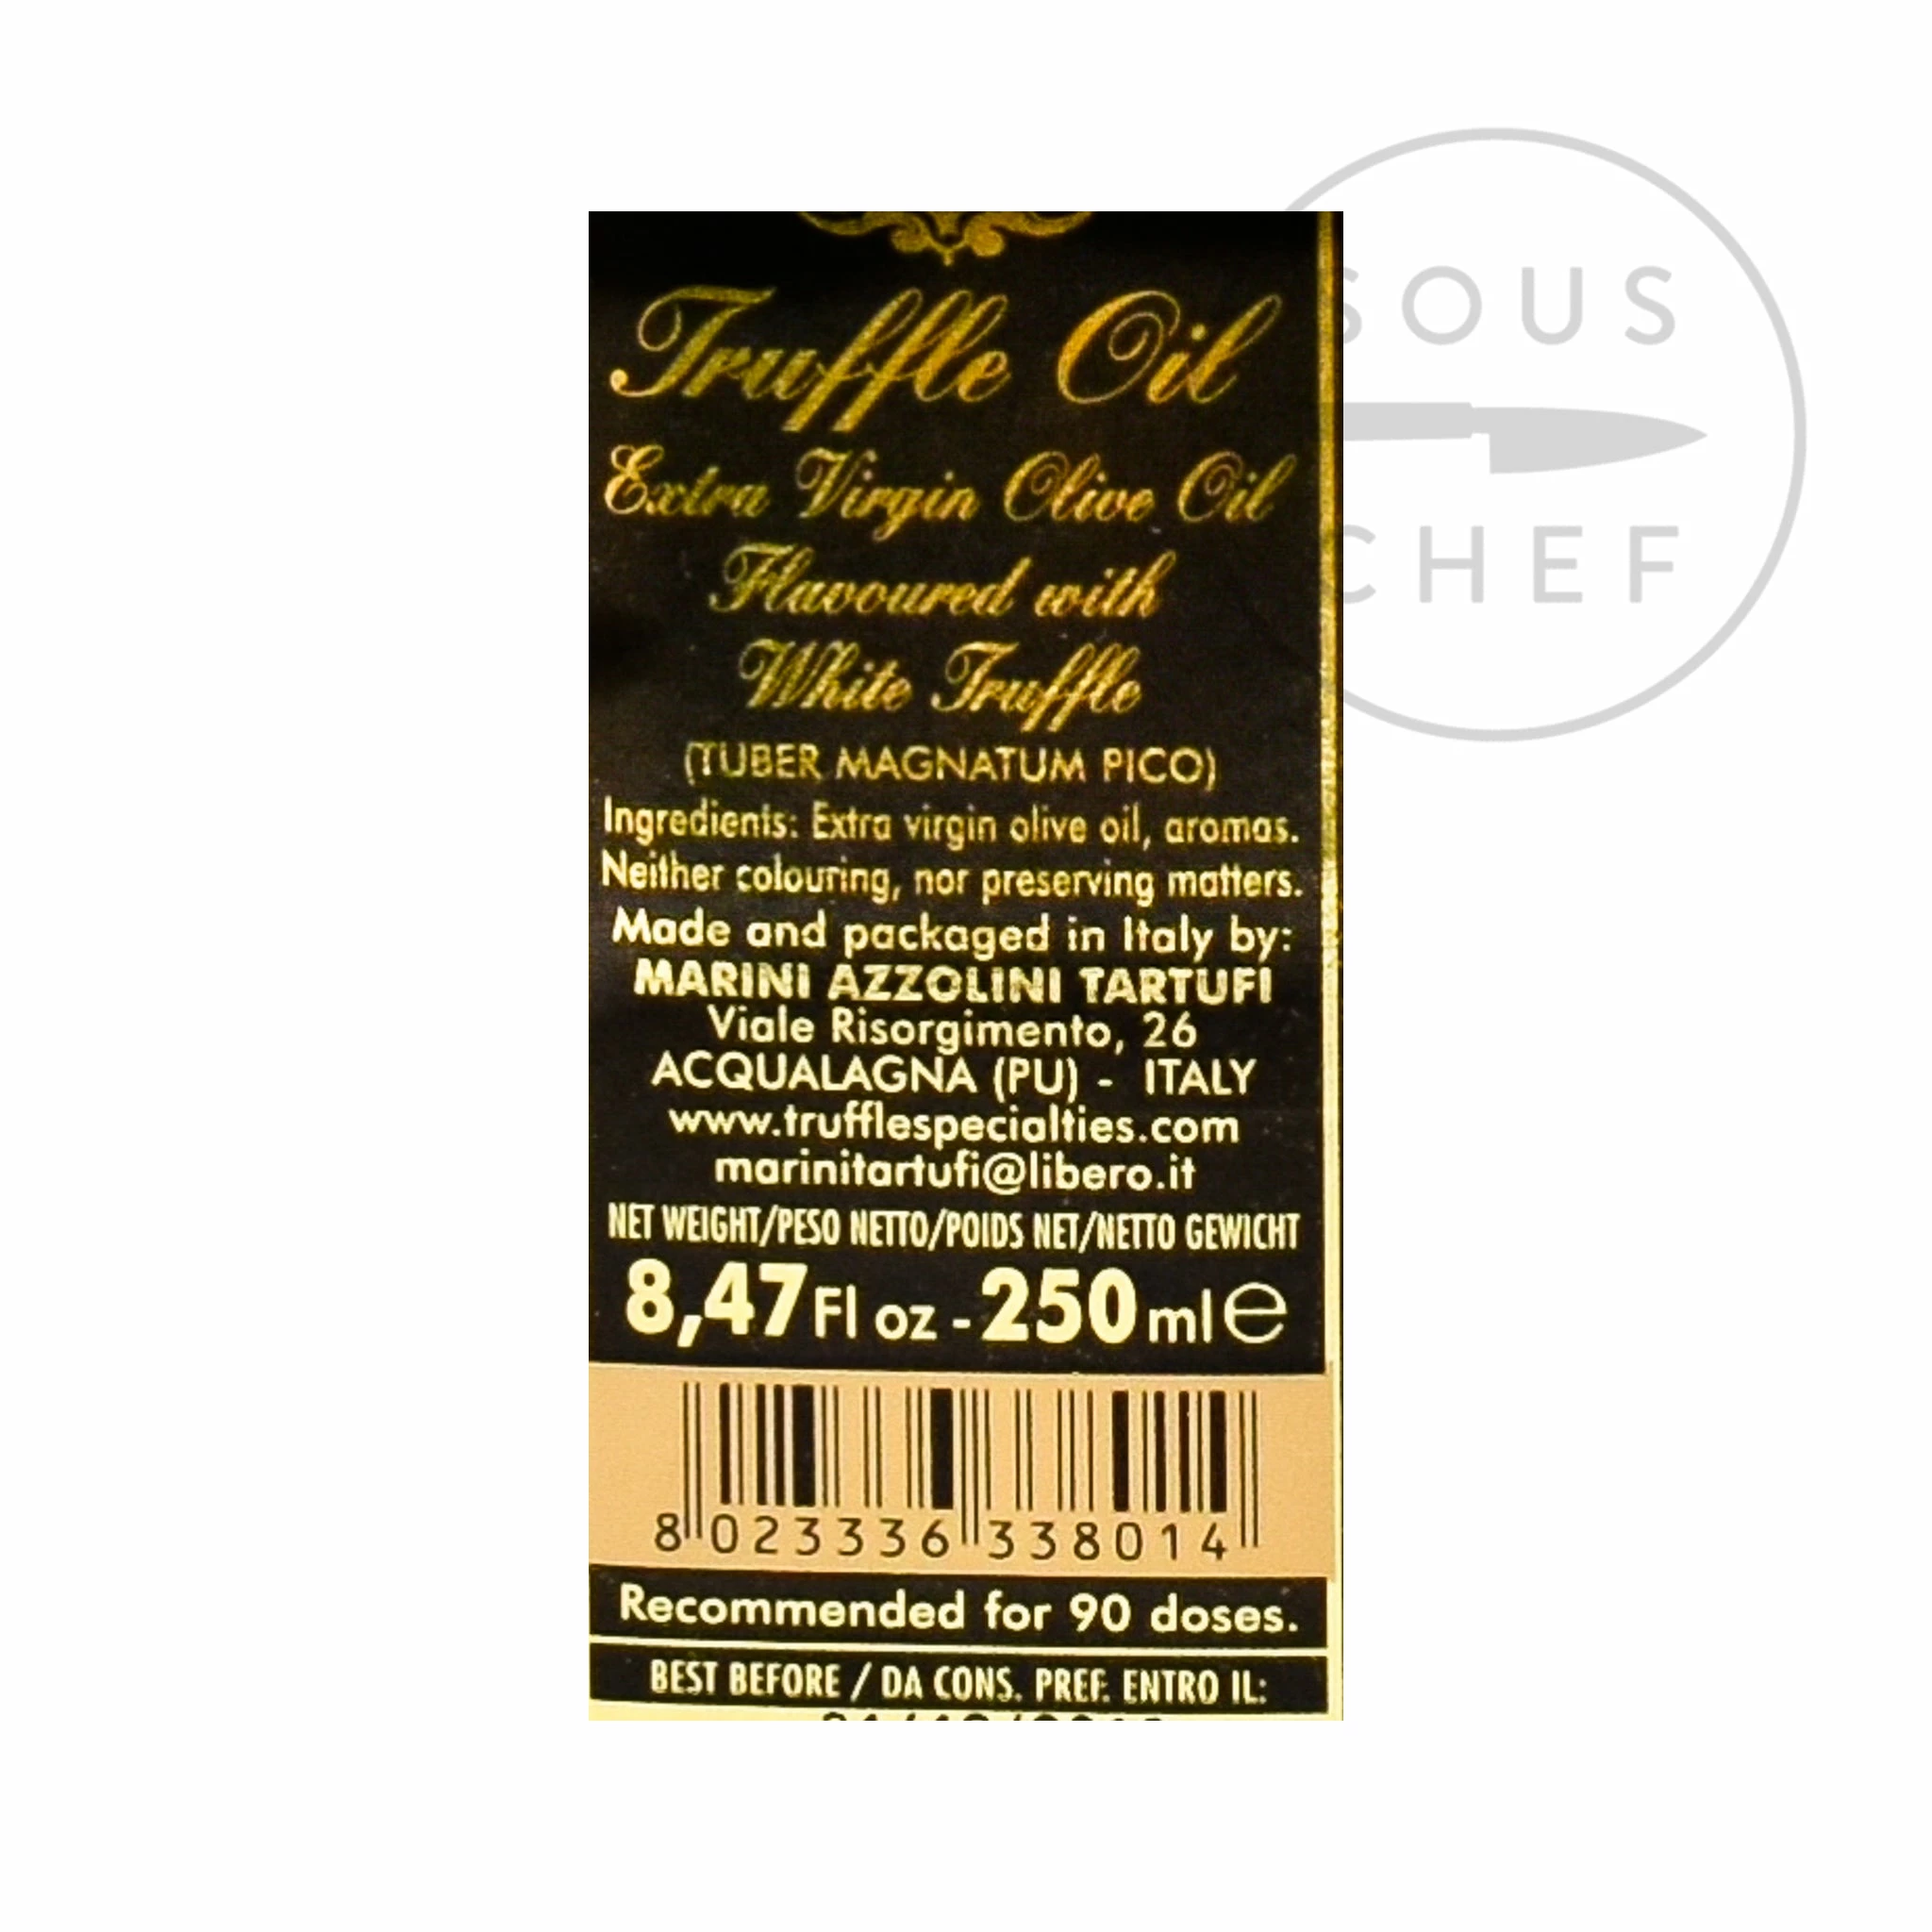 SOUS
CHEF
Truffle Oil
Extra Virgin Olive Oil
Flavoured with
White Truffle
(TUBER MAGNATUM PICO)
Ingredients: Extra virgin olive oil, aromas.
Neither colouring, nor preserving matters.
Made and packaged in Italy by:
MARINI AZZOLINI TARTUFI
Viale Risorgimento, 26
ACQUALAGNA (PU) - ITALY
www.trufflespecialties.com
marinitartufi@libero.it
NET WEIGHT/PESO NETTO/POIDS NET/NETTO GEWICHT
8,47 Fl oz - 250 ml e
8 023336 338014
Recommended for 90 doses.
BEST BEFORE / DA CONS. PREF. ENTRO IL: